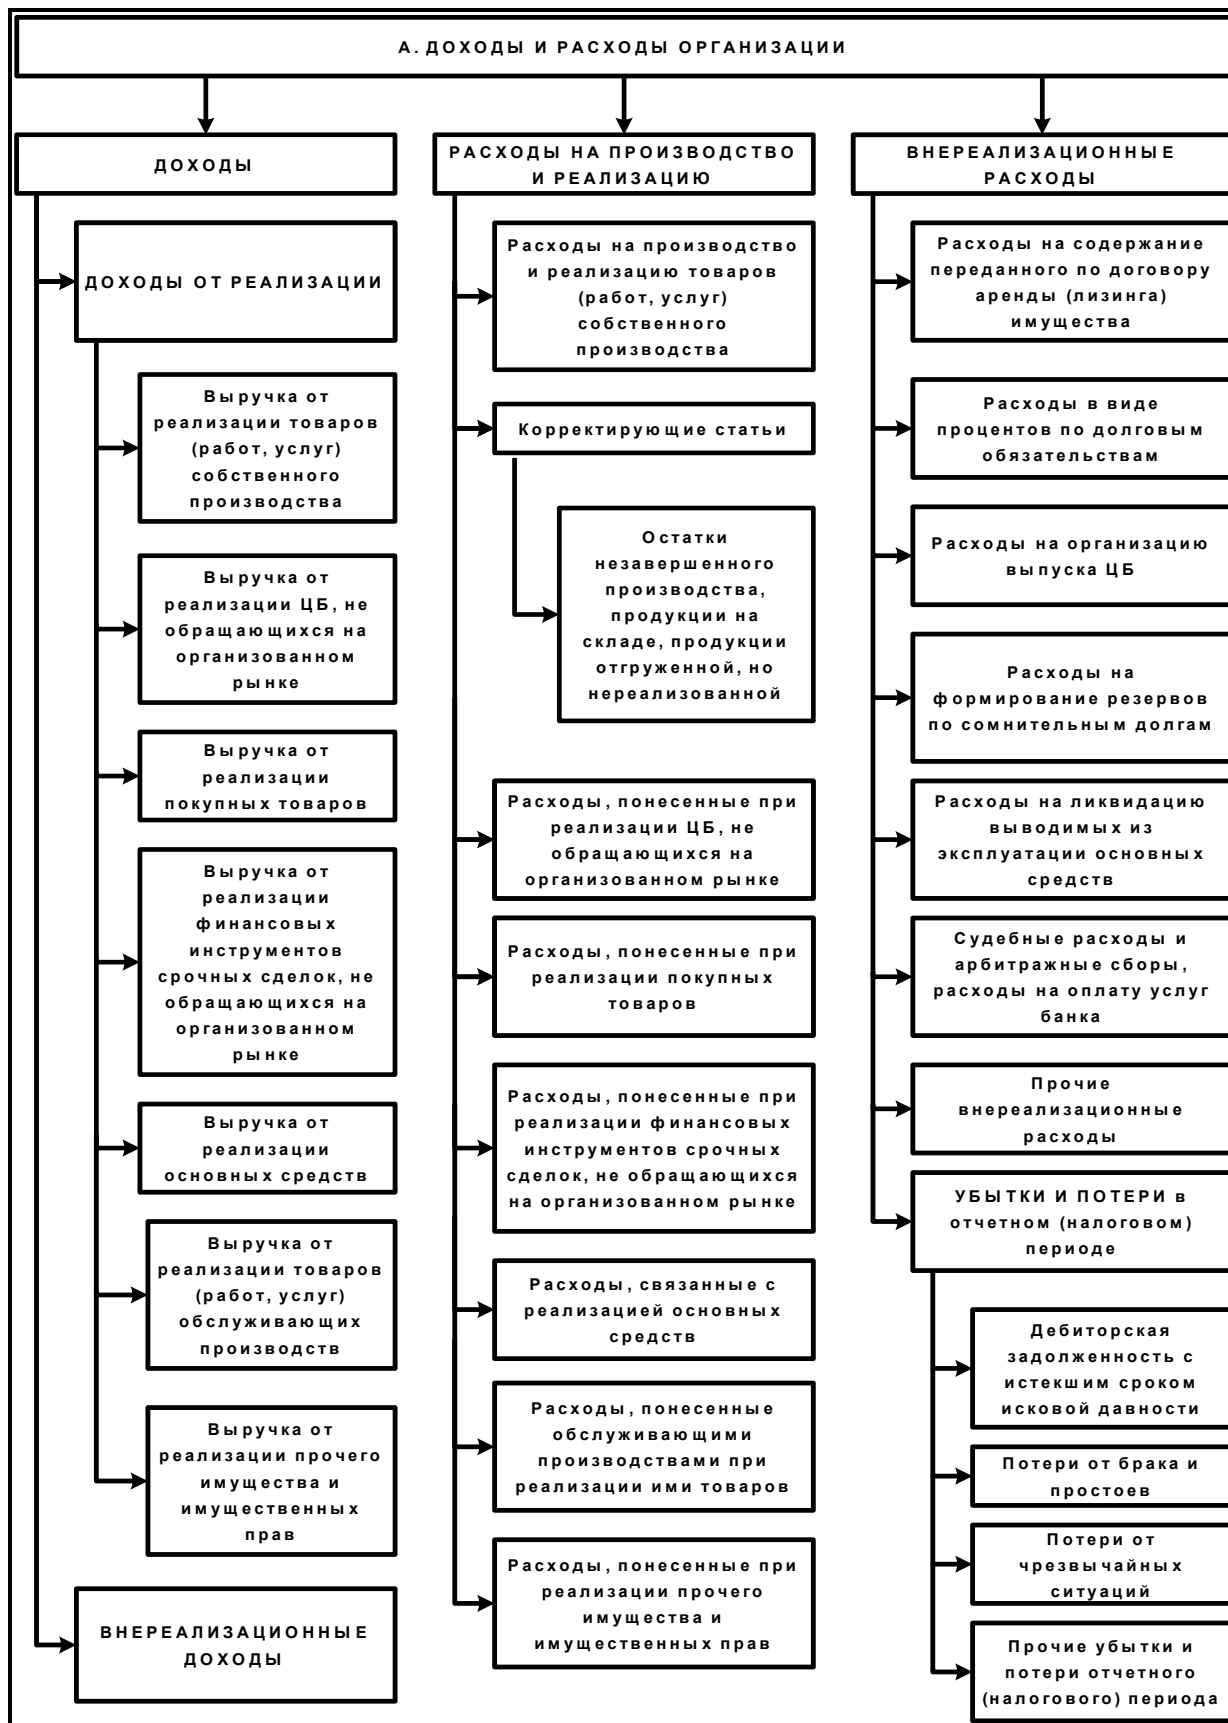 А. ДОХОДЫ И РАСХОДЫ ОРГАНИЗАЦИИ
ДОХОДЫ
ДОХОДЫ ОТ РЕАЛИЗАЦИИ
Выручка от
реализации товаров
(работ, услуг)
собственного
производства
Выручка от
реализации ЦБ, не
обращающихся на
организованном
рынке
Выручка от
реализации
покупных товаров
Выручка от
реализации
финансовых
инструментов
срочных сделок, не
обращающихся на
организованном
рынке
Выручка от
реализации
основных средств
Выручка от
реализации товаров
(работ, услуг)
обслуживающих
производств
Выручка от
реализации прочего
имущества и
имущественных
прав
ВНЕРЕАЛИЗАЦИОННЫЕ
ДОХОДЫ
РАСХОДЫ НА ПРОИЗВОДСТВО
И РЕАЛИЗАЦИЮ
Расходы на производство
и реализацию товаров
(работ, услуг)
собственного
производства
Корректирующие статьи
Остатки
незавершенного
производства,
продукции на
складе, продукции
отгруженной, но
нереализованной
Расходы, понесенные при
реализации ЦБ, не
обращающихся на
организованном рынке
Расходы, понесенные при
реализации покупных
товаров
Расходы, понесенные при
реализации финансовых
инструментов срочных
сделок, не обращающихся
на организованном рынке
Расходы, связанные с
реализацией основных
средств
Расходы, понесенные
обслуживающими
производствами при
реализации ими товаров
Расходы, понесенные при
реализации прочего
имущества и
имущественных прав
ВНЕРЕАЛИЗАЦИОННЫЕ
РАСХОДЫ
Расходы на содержание
переданного по договору
аренды (лизинга)
имущества
Расходы в виде
процентов по долговым
обязательствам
Расходы на организацию
выпуска ЦБ
Расходы на
формирование резервов
по сомнительным долгам
Расходы на ликвидацию
выводимых из
эксплуатации основных
средств
Судебные расходы и
арбитражные сборы,
расходы на оплату услуг
банка
Прочие
внереализационные
расходы
УБЫТКИ И ПОТЕРИ в
отчетном (налоговом)
периоде
Дебиторская
задолженность с
истекшим сроком
исковой давности
Потери от брака и
простоев
Потери от
чрезвычайных
ситуаций
Прочие убытки и
потери отчетного
(налогового) периода